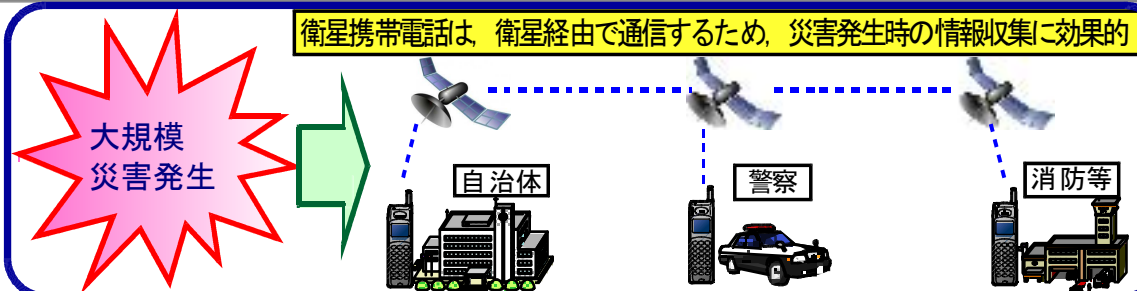 衛星携帯電話は，衛星経由で通信するため，災害発生時の情報収集に効果的
大規模
災害発生
自治体
警察
消防等